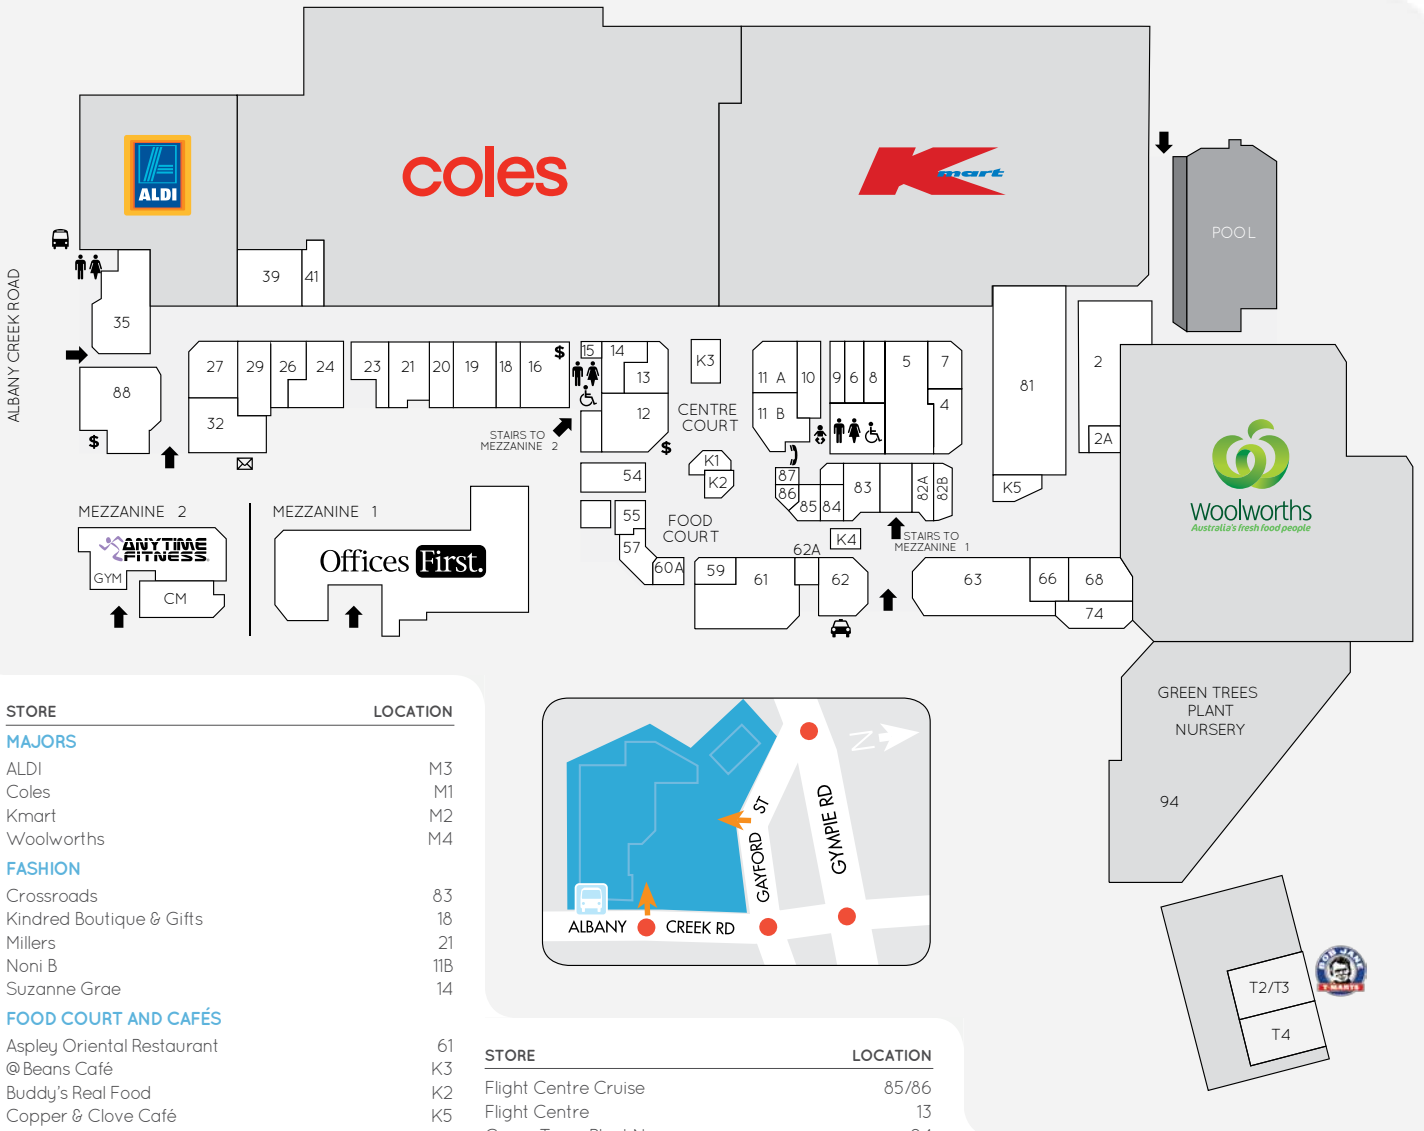 ALDI
coles
Kmart
POOL
ALBANY CREEK ROAD
39
41
35
88
$
27
29
26
24
32
23
21
20
19
18
16
$
15
14
13
12
$
STAIRS TO
MEZZANINE 2
K3
CENTRE
COURT
K1
K2
11 A
10
11 B
9
6
8
5
7
4
81
2
2A
K5
Woolworths
Australia's fresh food people
54
55
57
60A
FOOD
COURT
87
86
85
84
83
82A
82B
K4
STAIRS TO
MEZZANINE 1
59
61
62A
62
63
66
68
74
MEZZANINE 2
ANYTIME
FITNESS
GYM
CM
MEZZANINE 1
Offices First.
GREEN TREES
PLANT
NURSERY
94
BOB JANE
T-MARTS
T2/T3
T4
N
GAYFORD ST
GYMPIE RD
ALBANY CREEK RD
STORE LOCATION
MAJORS
ALDI M3
Coles M1
Kmart M2
Woolworths M4
FASHION
Crossroads 83
Kindred Boutique & Gifts 18
Millers 21
Noni B 11B
Suzanne Grae 14
FOOD COURT AND CAFÉS
Aspley Oriental Restaurant 61
@Beans Café K3
Buddy's Real Food K2
Copper & Clove Café K5
STORE LOCATION
Flight Centre Cruise 85/86
Flight Centre 13